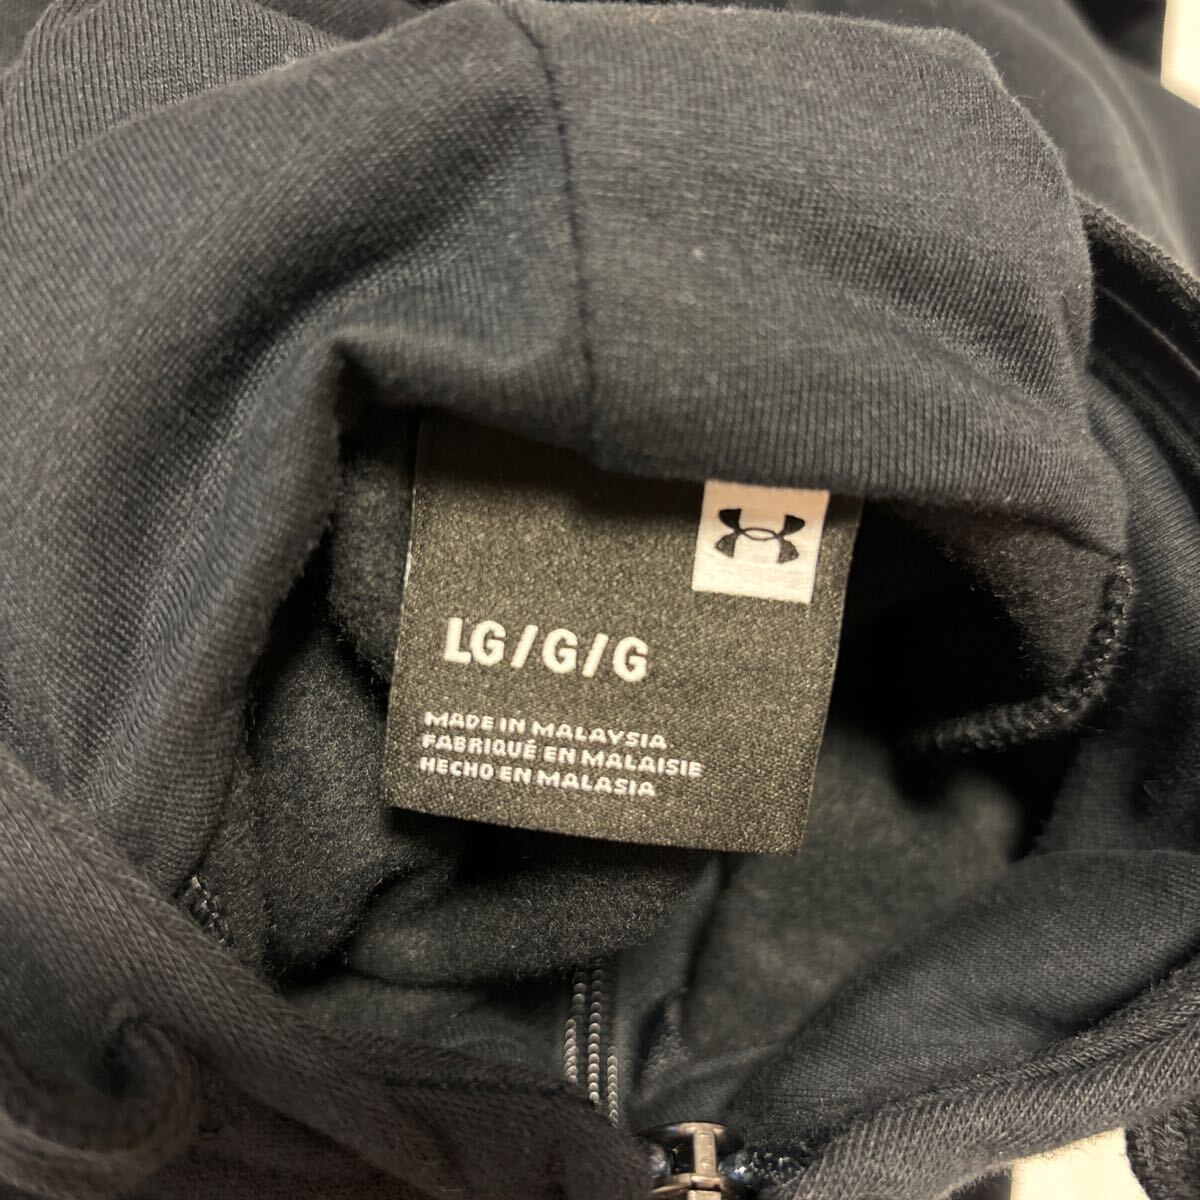 LG/G/G
MADE IN MALAYSIA
FABRIQUÉ EN MALAISIE
HECHO EN MALASIA